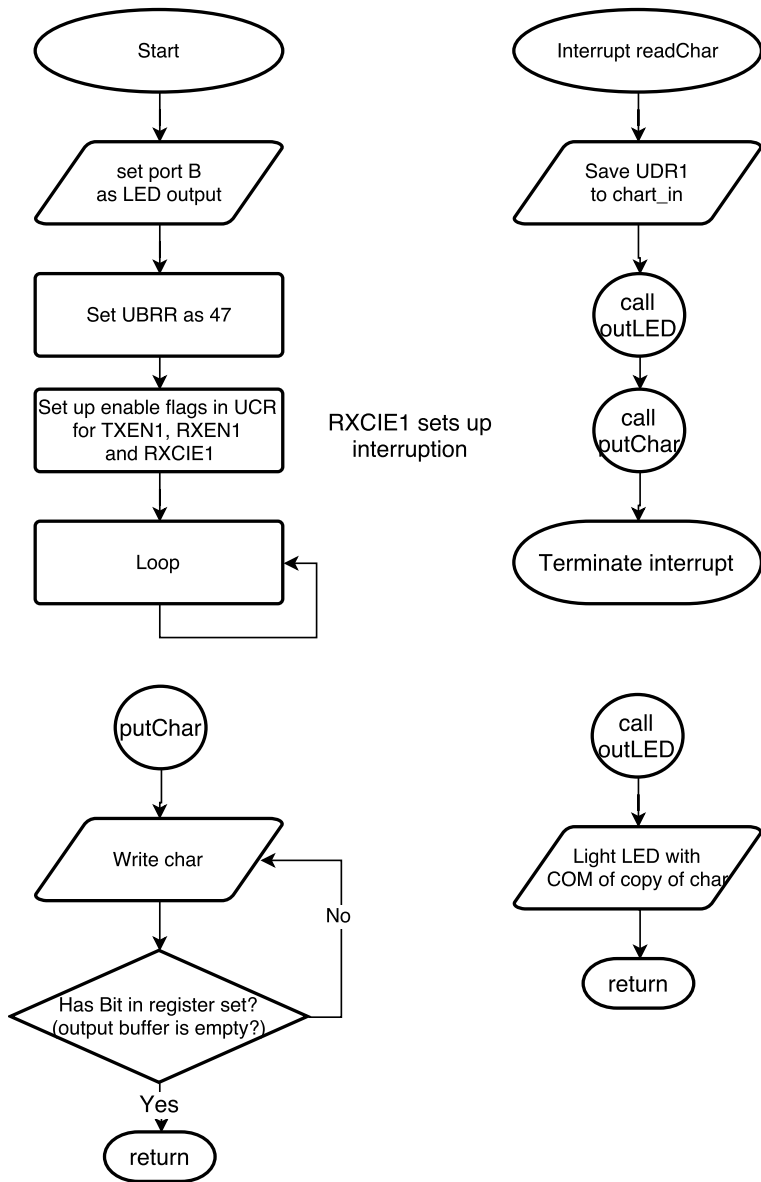 Start
set port B
as LED output
Set UBRR as 47
Set up enable flags in UCR
for TXEN1, RXEN1
and RXCIE1
Loop
RXCIE1 sets up
interruption
Interrupt readChar
Save UDR1
to chart_in
call
outLED
call
putChar
Terminate interrupt
putChar
Write char
No
Has Bit in register set?
(output buffer is empty?)
Yes
return
call
outLED
Light LED with
COM of copy of char
return